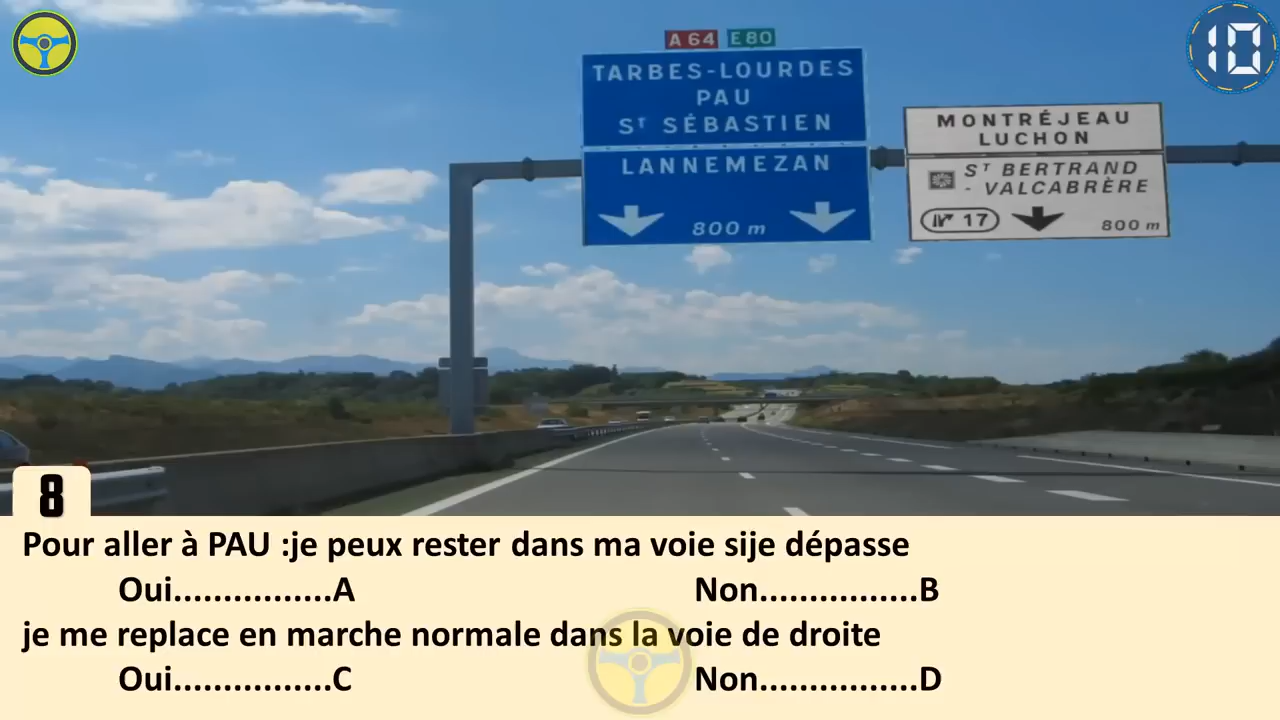 10
A 64 E 80
TARBES-LOURDES
PAU
Sᵀ SÉBASTIEN
LANNEMEZAN
800 m
MONTRÉJEAU
LUCHON
Sᵀ BERTRAND
- VALCABRÈRE
17
800 m
8
Pour aller à PAU :je peux rester dans ma voie sije dépasse
Oui................A Non................B
je me replace en marche normale dans la voie de droite
Oui................C Non................D